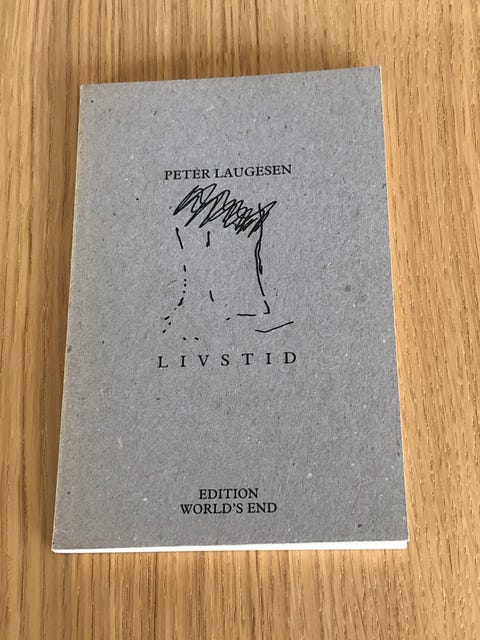 PETER LAUGESEN
LIVSTID
EDITION
WORLD'S END